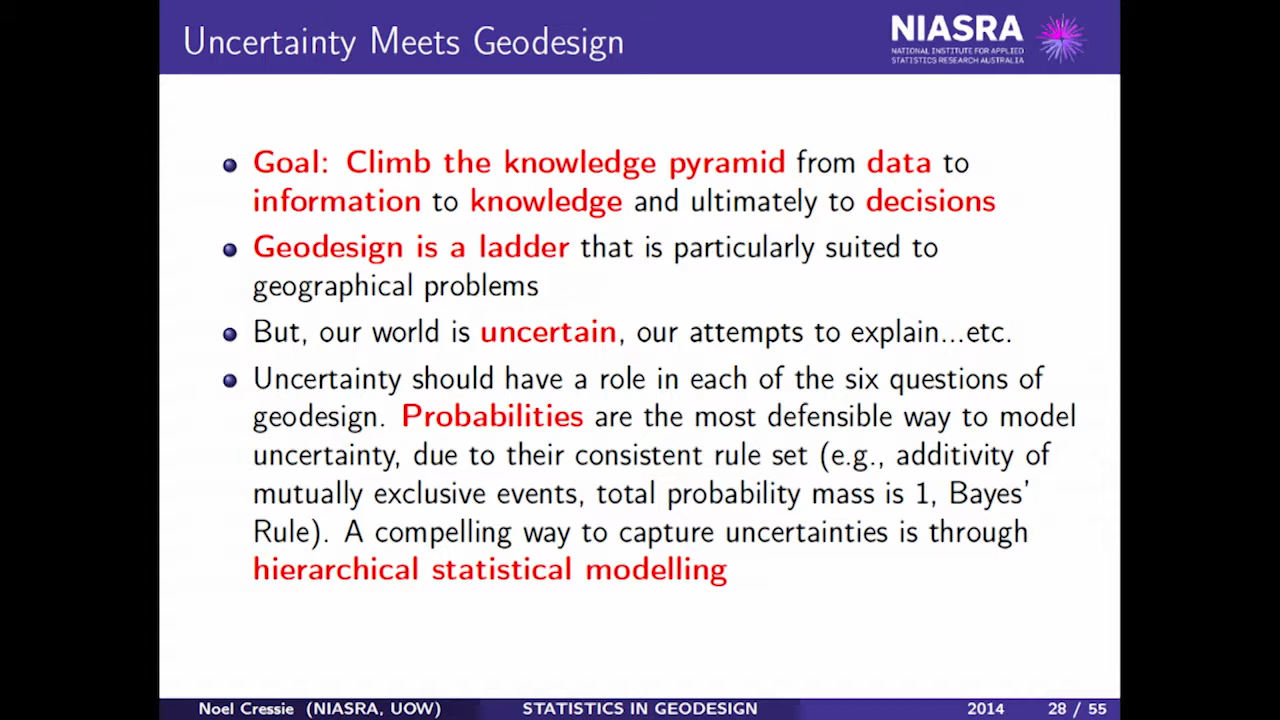 Uncertainty Meets Geodesign
NIASRA
NATIONAL INSTITUTE FOR APPLIED
STATISTICS RESEARCH AUSTRALIA
Goal: Climb the knowledge pyramid from data to
information to knowledge and ultimately to decisions
Geodesign is a ladder that is particularly suited to
geographical problems
But, our world is uncertain, our attempts to explain...etc.
Uncertainty should have a role in each of the six questions of
geodesign. Probabilities are the most defensible way to model
uncertainty, due to their consistent rule set (e.g., additivity of
mutually exclusive events, total probability mass is 1, Bayes'
Rule). A compelling way to capture uncertainties is through
hierarchical statistical modelling
Noel Cressie (NIASRA, UOW) STATISTICS IN GEODESIGN 2014 28 / 55